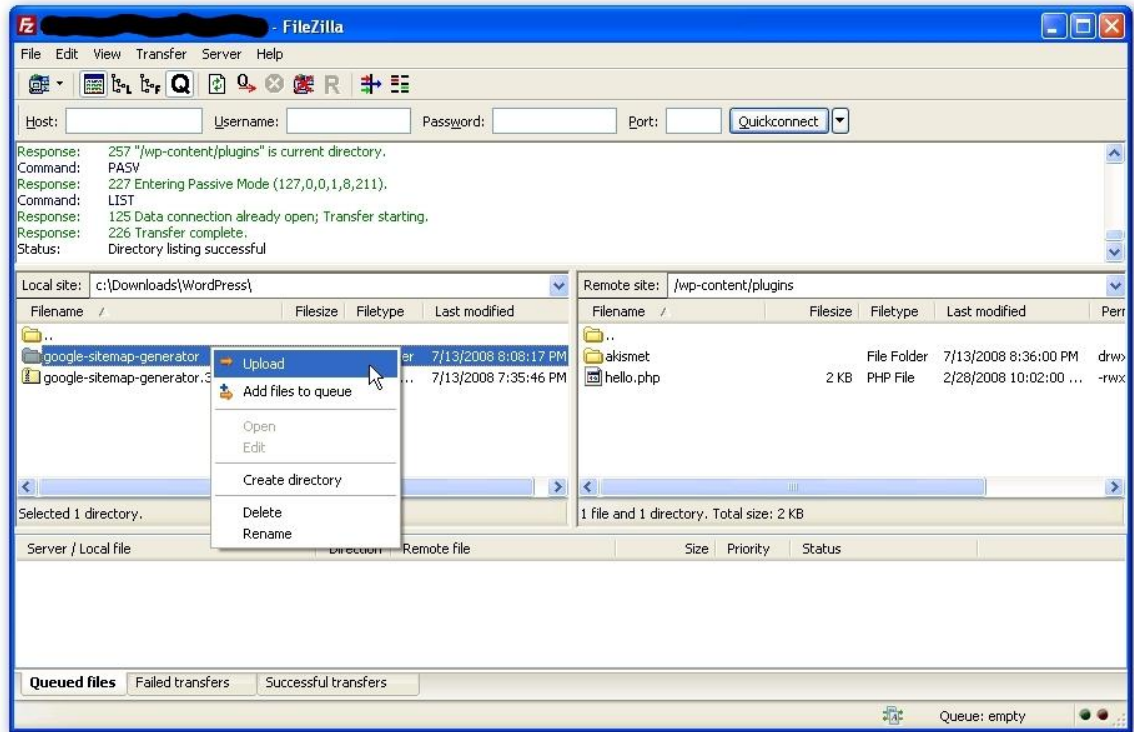 Fz - FileZilla
File Edit View Transfer Server Help
Q R
Host: Username: Password: Port: Quickconnect
Response: 257 "/wp-content/plugins" is current directory.
Command: PASV
Response: 227 Entering Passive Mode (127,0,0,1,8,211).
Command: LIST
Response: 125 Data connection already open; Transfer starting.
Response: 226 Transfer complete.
Status: Directory listing successful
Local site: c:\Downloads\WordPress\
Filename / Filesize Filetype Last modified
..
google-sitemap-generator er 7/13/2008 8:08:17 PM
google-sitemap-generator.3 ... 7/13/2008 7:35:46 PM
Upload
Add files to queue
Open
Edit
Create directory
Delete
Rename
Selected 1 directory.
Remote site: /wp-content/plugins
Filename / Filesize Filetype Last modified Perr
..
akismet File Folder 7/13/2008 8:36:00 PM drwx
hello.php 2 KB PHP File 2/28/2008 10:02:00 ... -rwx
1 file and 1 directory. Total size: 2 KB
Server / Local file Direction Remote file Size Priority Status
Queued files Failed transfers Successful transfers
Queue: empty